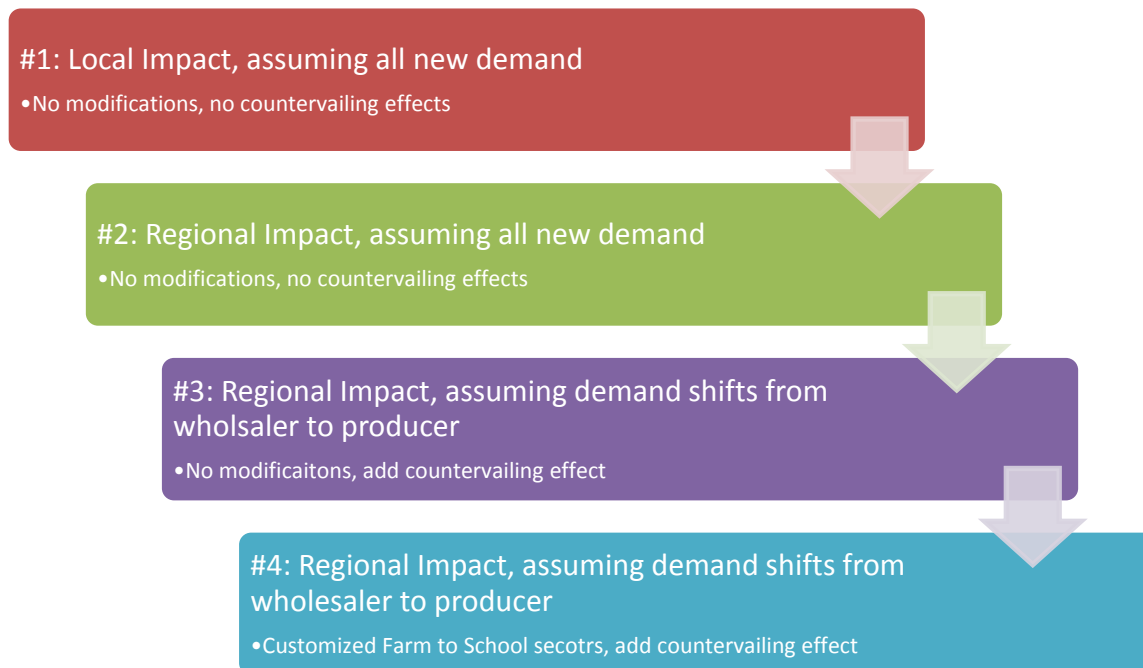 #1: Local Impact, assuming all new demand
•No modifications, no countervailing effects
#2: Regional Impact, assuming all new demand
•No modifications, no countervailing effects
#3: Regional Impact, assuming demand shifts from
wholsaler to producer
•No modificaitons, add countervailing effect
#4: Regional Impact, assuming demand shifts from
wholesaler to producer
•Customized Farm to School secotrs, add countervailing effect